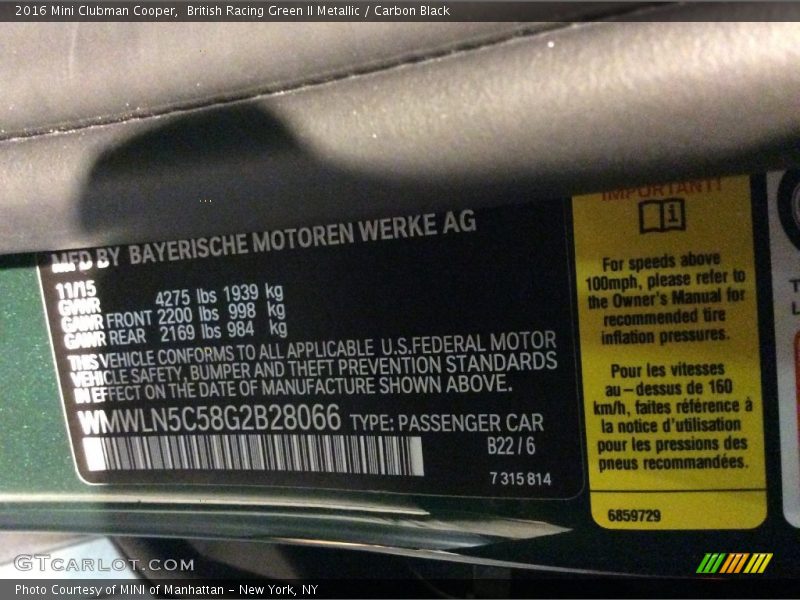 2016 Mini Clubman Cooper, British Racing Green II Metallic / Carbon Black
MFD BY BAYERISCHE MOTOREN WERKE AG
11/15
GVWR 4275 lbs 1939 kg
GAWR FRONT 2200 lbs 998 kg
GAWR REAR 2169 lbs 984 kg
THIS VEHICLE CONFORMS TO ALL APPLICABLE U.S.FEDERAL MOTOR
VEHICLE SAFETY, BUMPER AND THEFT PREVENTION STANDARDS
IN EFFECT ON THE DATE OF MANUFACTURE SHOWN ABOVE.
WMWLN5C58G2B28066 TYPE: PASSENGER CAR
B22/6
7 315 814
IMPORTANT!
For speeds above
100mph, please refer to
the Owner's Manual for
recommended tire
inflation pressures.
Pour les vitesses
au-dessus de 160
km/h, faites référence à
la notice d'utilisation
pour les pressions des
pneus recommandées.
6859729
T
L
GTCARLOT.COM
Photo Courtesy of MINI of Manhattan - New York, NY